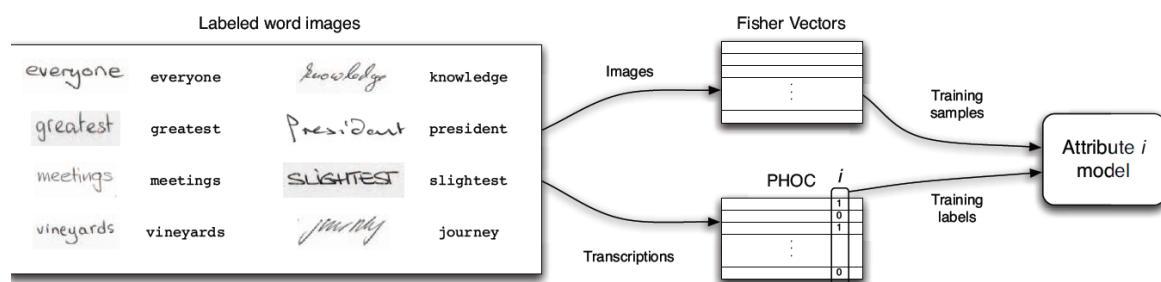 Labeled word images
everyone everyone knowledge knowledge
greatest greatest President president
meetings meetings SLIGHTEST slightest
vineyards vineyards journey journey
Images
Transcriptions
Fisher Vectors
PHOC i
1
0
1
0
Training
samples
Training
labels
Attribute i
model